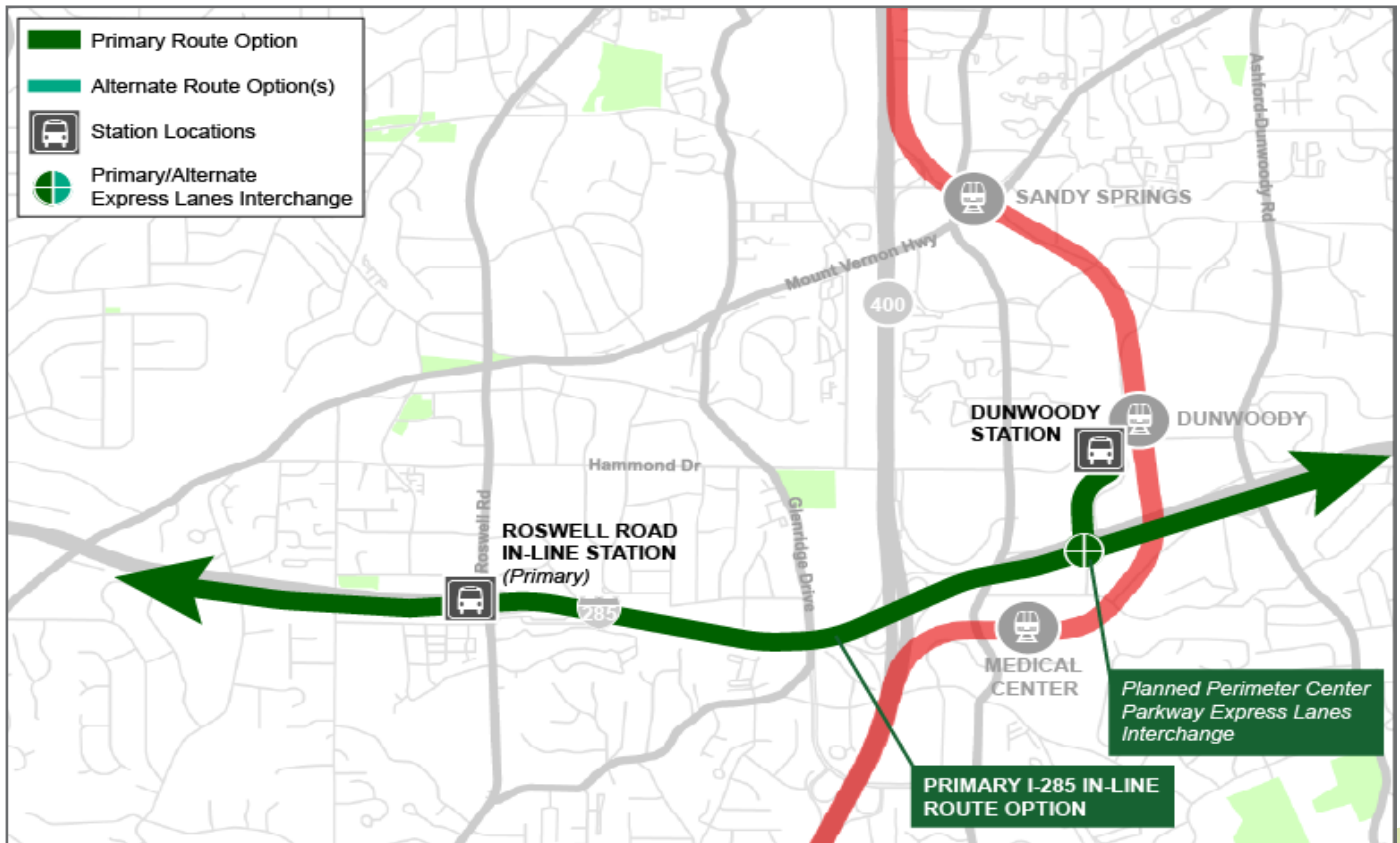 Primary Route Option
Alternate Route Option(s)
Station Locations
Primary/Alternate
Express Lanes Interchange
Ashford-Dunwoody Rd
SANDY SPRINGS
Mount Vernon Hwy
400
DUNWOODY
STATION
DUNWOODY
Hammond Dr
Roswell Rd
Glenridge Drive
ROSWELL ROAD
IN-LINE STATION
(Primary)
285
MEDICAL
CENTER
Planned Perimeter Center
Parkway Express Lanes
Interchange
PRIMARY I-285 IN-LINE
ROUTE OPTION